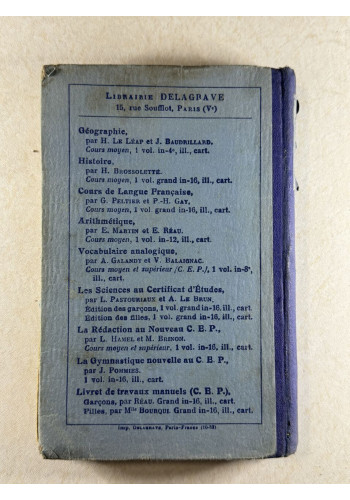 LIBRAIRIE DELAGRAVE
15, rue Soufflot, PARIS (Vᵉ)
Géographie,
par H. LE LÉAP et J. BAUDRILLARD.
Cours moyen, 1 vol. in-4°, ill., cart.
Histoire,
par H. BROSSOLETTE.
Cours moyen, 1 vol. grand in-16, ill., cart.
Cours de Langue Française,
par G. PELTIER et P.-H. GAY,
Cours moyen, 1 vol grand in-16, ill., cart.
Arithmétique,
par E. MARTIN et E. RÉAU.
Cours moyen, 1 vol. in-12, ill., cart.
Vocabulaire analogique,
par A. GALANDY et V. HALAIGNAC.
Cours moyen et supérieur (C. E. P.), 1 vol. in-8°,
ill., cart.
Les Sciences au Certificat d'Études,
par L. PASTOURIAUX et A. LE BRUN,
Édition des garçons, 1 vol. grand in-16, ill., cart.
Édition des filles, 1 vol. grand in-16, ill., cart.
La Rédaction au Nouveau C. E. P.,
par L. HAMEL et M.
Cours moyen et supérieur, 1 vol. in-16, ill., cart.
La Gymnastique nouvelle au C. E. P.,
par J. POMMIES.
1 vol. in-16, ill., cart.
Livret de travaux manuels (C. E. P.),
Garçons, par RÉAU. Grand in-16, ill., cart.
Filles, par Mˡˡᵉ BOURQUI. Grand in-16, ill., cart.
Imp. DELAGRAVE, Paris-France